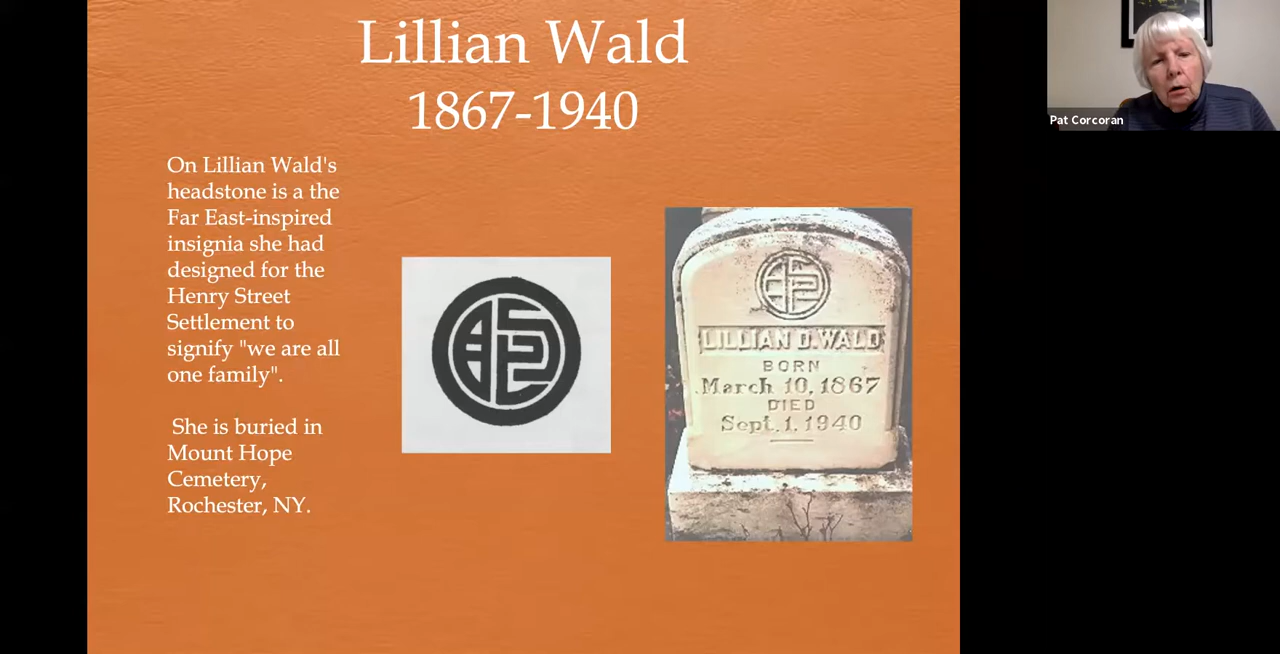 Lillian Wald
1867-1940
On Lillian Wald's
headstone is a the
Far East-inspired
insignia she had
designed for the
Henry Street
Settlement to
signify "we are all
one family".
She is buried in
Mount Hope
Cemetery,
Rochester, NY.
LILLIAN D. WALD
BORN
March 10, 1867
DIED
Sept. 1, 1940
Pat Corcoran